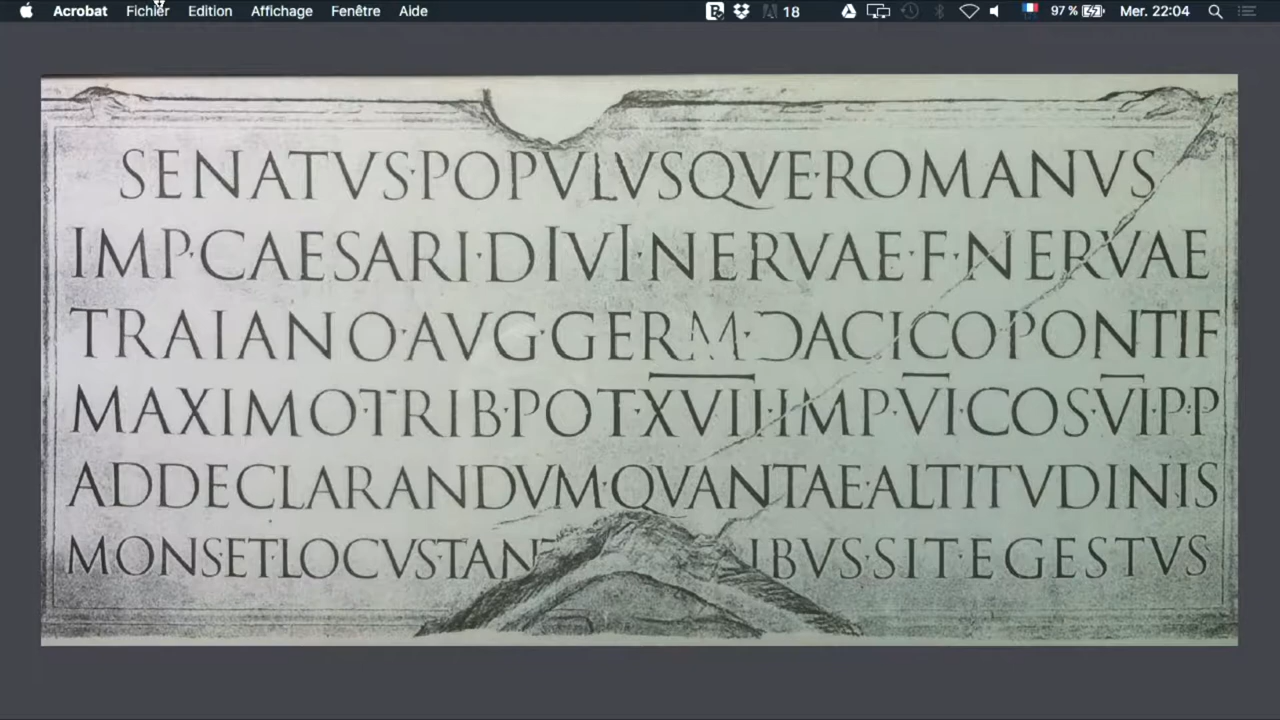 Acrobat Fichier Edition Affichage Fenêtre Aide 18 97 % Mer. 22:04
SENATVS·POPVLVSQVE·ROMANVS
IMP·CAESARI·DIVI·NERVAE·F·NERVAE
TRAIANO·AVG·GERM·DACICO·PONTIF
MAXIMO·TRIB·POT·XVII·IMP·VI·COS·VI·P·P
AD·DECLARANDVM·QVANTAE·ALTITVDINIS
MONS·ET·LOCVS·TAN IBVS·SIT·EGESTVS